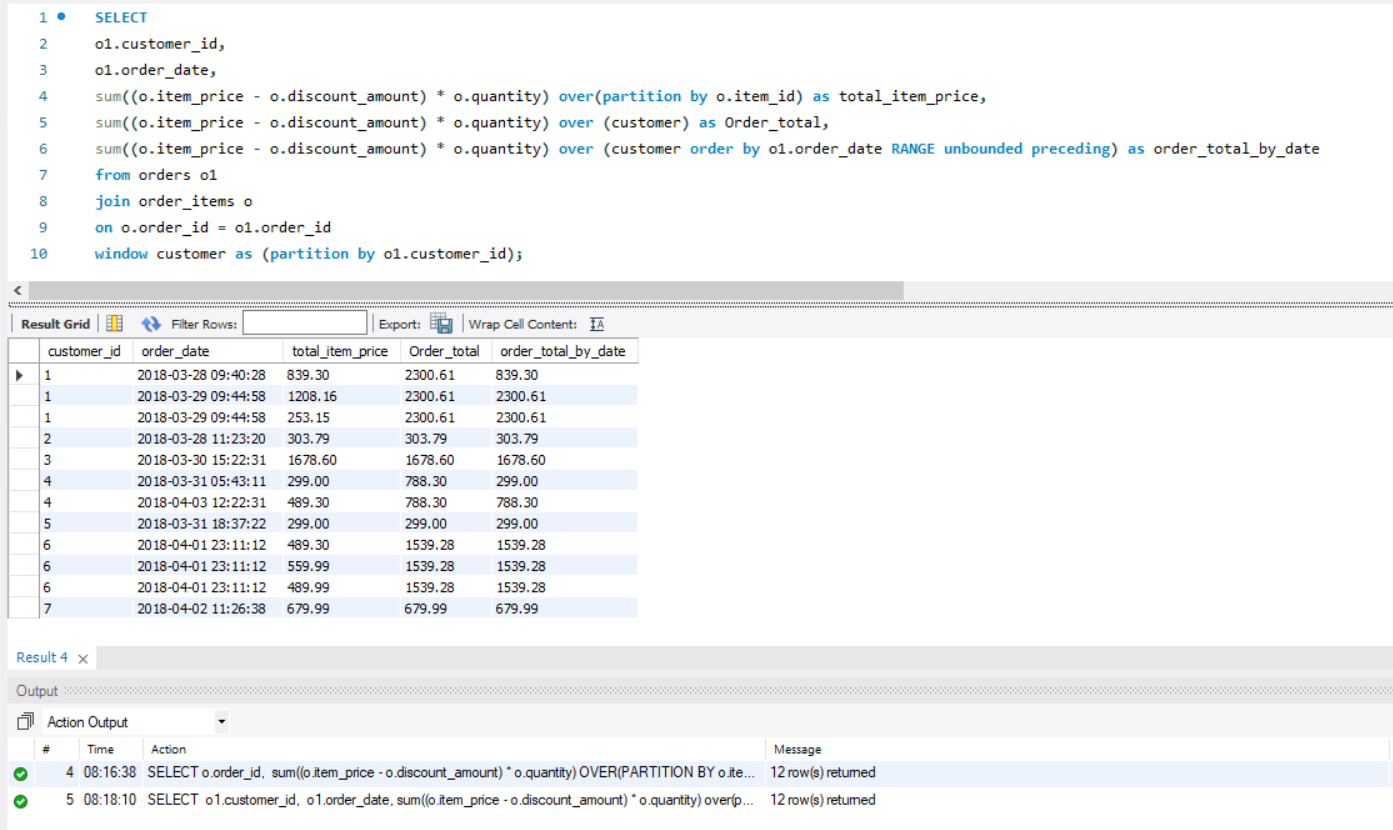 1 SELECT
2 o1.customer_id,
3 o1.order_date,
4 sum((o.item_price - o.discount_amount) * o.quantity) over(partition by o.item_id) as total_item_price,
5 sum((o.item_price - o.discount_amount) * o.quantity) over (customer) as Order_total,
6 sum((o.item_price - o.discount_amount) * o.quantity) over (customer order by o1.order_date RANGE unbounded preceding) as order_total_by_date
7 from orders o1
8 join order_items o
9 on o.order_id = o1.order_id
10 window customer as (partition by o1.customer_id);
Result Grid Filter Rows: Export: Wrap Cell Content: IA
customer_id order_date total_item_price Order_total order_total_by_date
1 2018-03-28 09:40:28 839.30 2300.61 839.30
1 2018-03-29 09:44:58 1208.16 2300.61 2300.61
1 2018-03-29 09:44:58 253.15 2300.61 2300.61
2 2018-03-28 11:23:20 303.79 303.79 303.79
3 2018-03-30 15:22:31 1678.60 1678.60 1678.60
4 2018-03-31 05:43:11 299.00 788.30 299.00
4 2018-04-03 12:22:31 489.30 788.30 788.30
5 2018-03-31 18:37:22 299.00 299.00 299.00
6 2018-04-01 23:11:12 489.30 1539.28 1539.28
6 2018-04-01 23:11:12 559.99 1539.28 1539.28
6 2018-04-01 23:11:12 489.99 1539.28 1539.28
7 2018-04-02 11:26:38 679.99 679.99 679.99
Result 4
Output
Action Output
# Time Action Message
4 08:16:38 SELECT o.order_id, sum((o.item_price - o.discount_amount) * o.quantity) OVER(PARTITION BY o.ite... 12 row(s) returned
5 08:18:10 SELECT o1.customer_id, o1.order_date, sum((o.item_price - o.discount_amount) * o.quantity) over(p... 12 row(s) returned